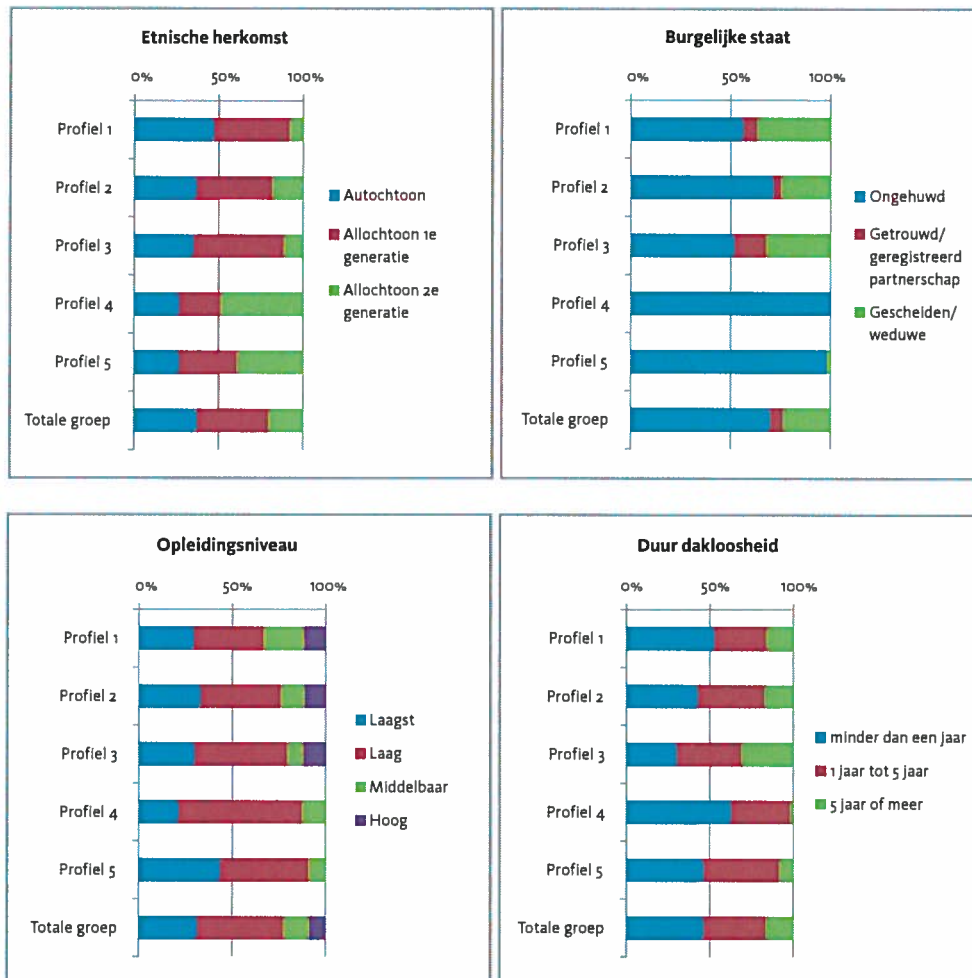 Etnische herkomst
0% 50% 100%
Profiel 1
Profiel 2
Profiel 3
Profiel 4
Profiel 5
Totale groep
Autochtoon
Allochtoon 1e
generatie
Allochtoon 2e
generatie
Burgelijke staat
0% 50% 100%
Profiel 1
Profiel 2
Profiel 3
Profiel 4
Profiel 5
Totale groep
Ongehuwd
Getrouwd/
geregistreerd
partnerschap
Gescheiden/
weduwe
Opleidingsniveau
0% 50% 100%
Profiel 1
Profiel 2
Profiel 3
Profiel 4
Profiel 5
Totale groep
Laagst
Laag
Middelbaar
Hoog
Duur dakloosheid
0% 50% 100%
Profiel 1
Profiel 2
Profiel 3
Profiel 4
Profiel 5
Totale groep
minder dan een jaar
1 jaar tot 5 jaar
5 jaar of meer